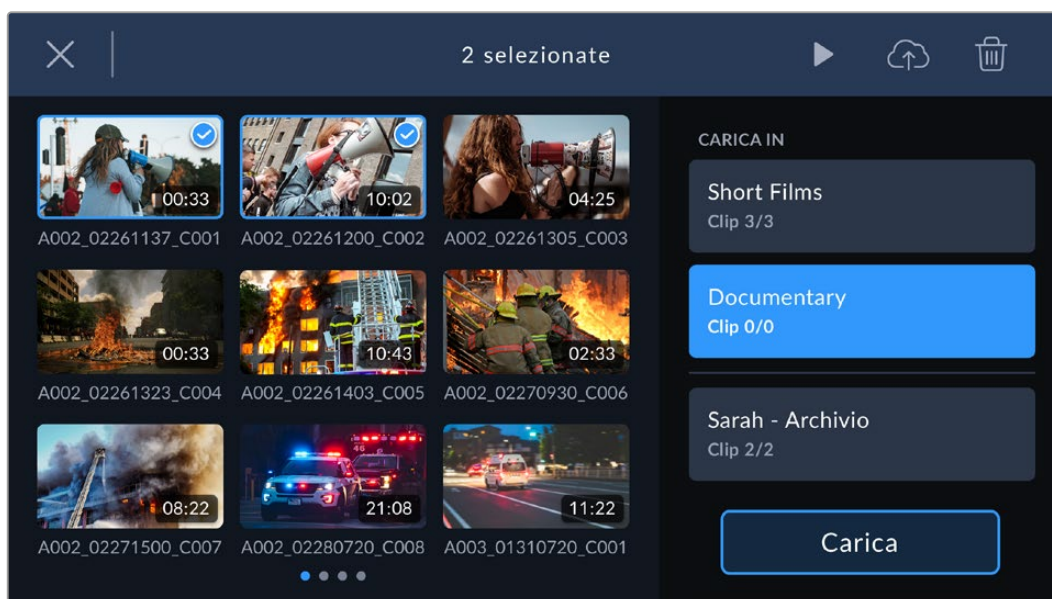 2 selezionate
00:33
10:02
04:25
A002_02261137_C001
A002_02261200_C002
A002_02261305_C003
00:33
10:43
02:33
A002_02261323_C004
A002_02261403_C005
A002_02270930_C006
08:22
21:08
11:22
A002_02271500_C007
A002_02280720_C008
A003_01310720_C001
CARICA IN
Short Films
Clip 3/3
Documentary
Clip 0/0
Sarah - Archivio
Clip 2/2
Carica